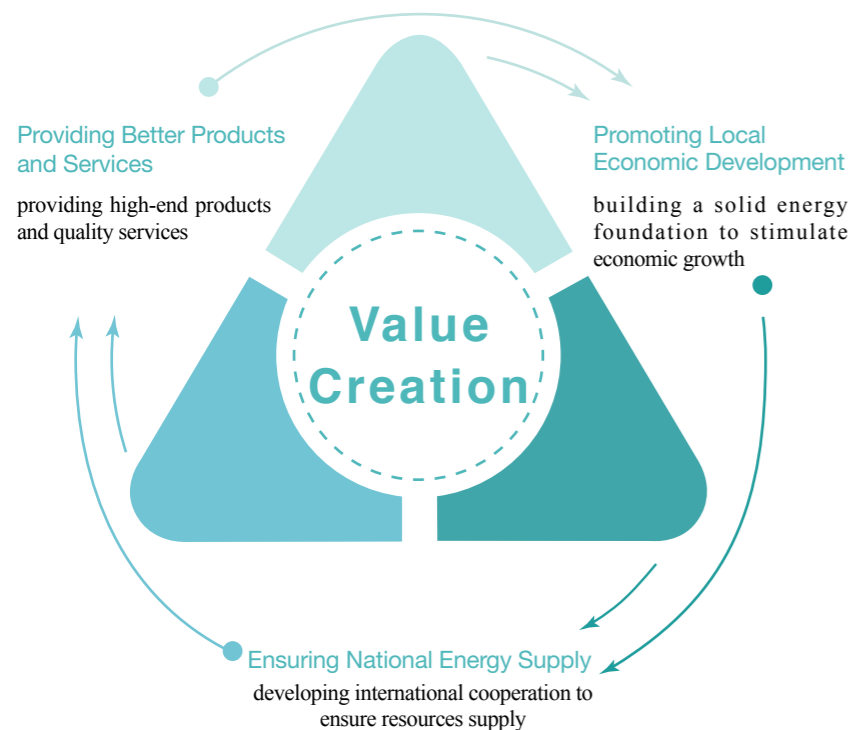 Providing Better Products
and Services
providing high-end products
and quality services
Promoting Local
Economic Development
building a solid energy
foundation to stimulate
economic growth
Value
Creation
Ensuring National Energy Supply
developing international cooperation to
ensure resources supply